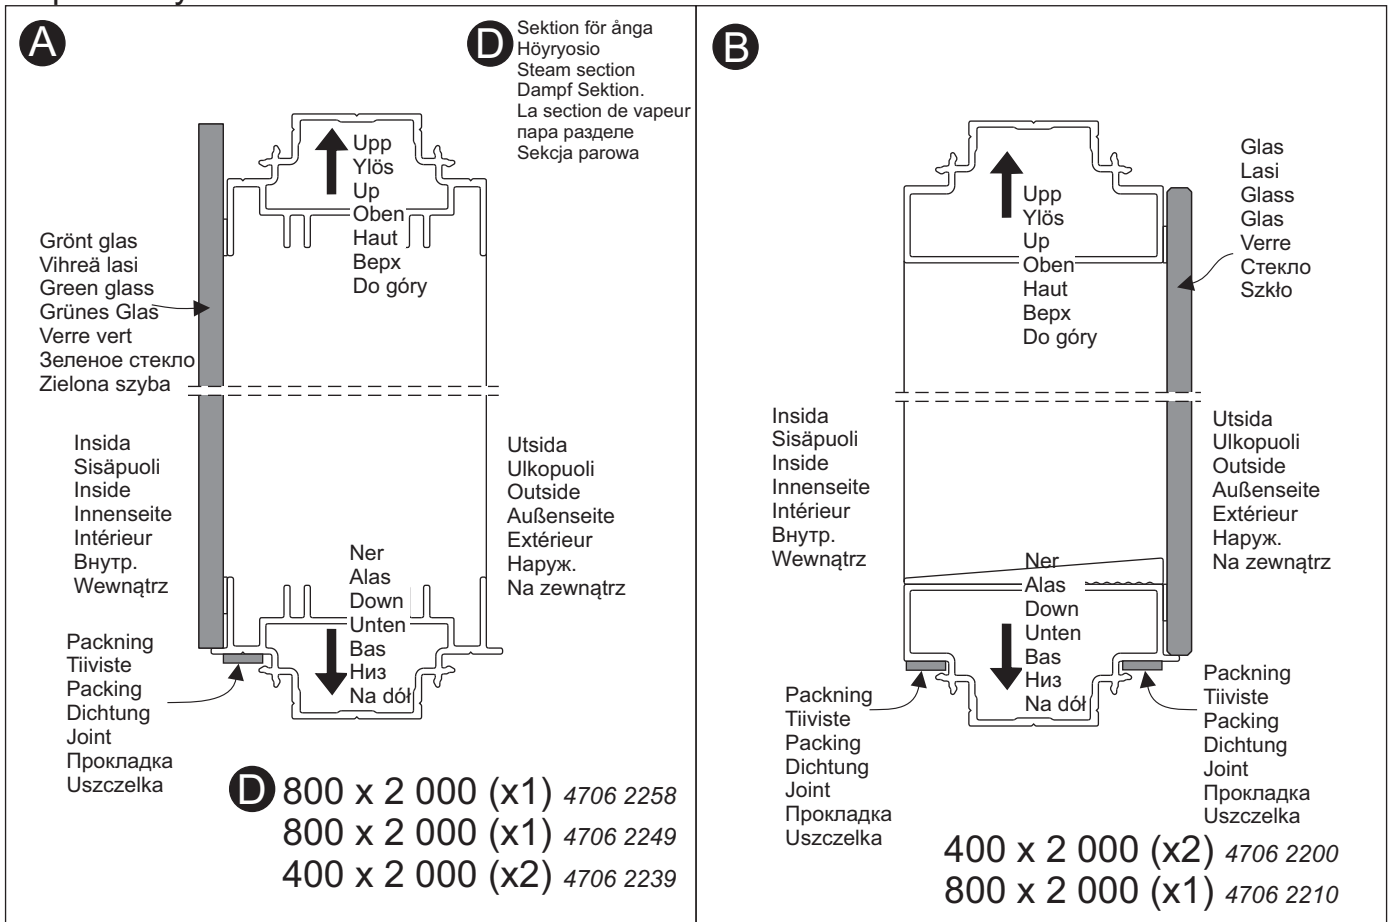 A
D
Sektion för ånga
Höyryosio
Steam section
Dampf Sektion.
La section de vapeur
пара разделе
Sekcja parowa
Upp
Ylös
Up
Oben
Haut
Верх
Do góry
Grönt glas
Vihreä lasi
Green glass
Grünes Glas
Verre vert
Зеленое стекло
Zielona szyba
Insida
Sisäpuoli
Inside
Innenseite
Intérieur
Внутр.
Wewnątrz
Utsida
Ulkopuoli
Outside
Außenseite
Extérieur
Наруж.
Na zewnątrz
Ner
Alas
Down
Unten
Bas
Низ
Na dół
Packning
Tiiviste
Packing
Dichtung
Joint
Прокладка
Uszczelka
D 800 x 2 000 (x1) 4706 2258
800 x 2 000 (x1) 4706 2249
400 x 2 000 (x2) 4706 2239
B
Upp
Ylös
Up
Oben
Haut
Верх
Do góry
Glas
Lasi
Glass
Glas
Verre
Стекло
Szkło
Insida
Sisäpuoli
Inside
Innenseite
Intérieur
Внутр.
Wewnątrz
Utsida
Ulkopuoli
Outside
Außenseite
Extérieur
Наруж.
Na zewnątrz
Ner
Alas
Down
Unten
Bas
Низ
Na dół
Packning
Tiiviste
Packing
Dichtung
Joint
Прокладка
Uszczelka
Packning
Tiiviste
Packing
Dichtung
Joint
Прокладка
Uszczelka
400 x 2 000 (x2) 4706 2200
800 x 2 000 (x1) 4706 2210